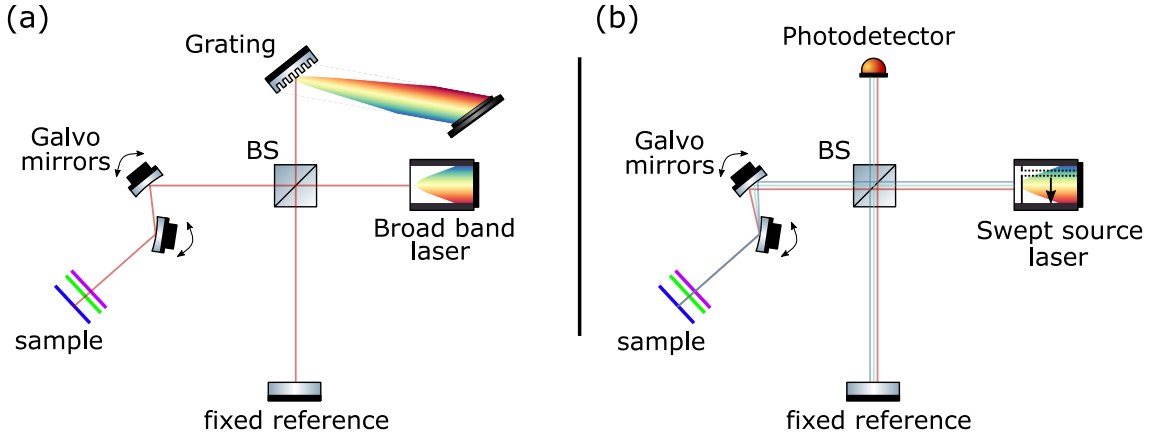 (a)
Grating
Galvo
mirrors
BS
Broad band
laser
sample
fixed reference
(b)
Photodetector
Galvo
mirrors
BS
Swept source
laser
sample
fixed reference